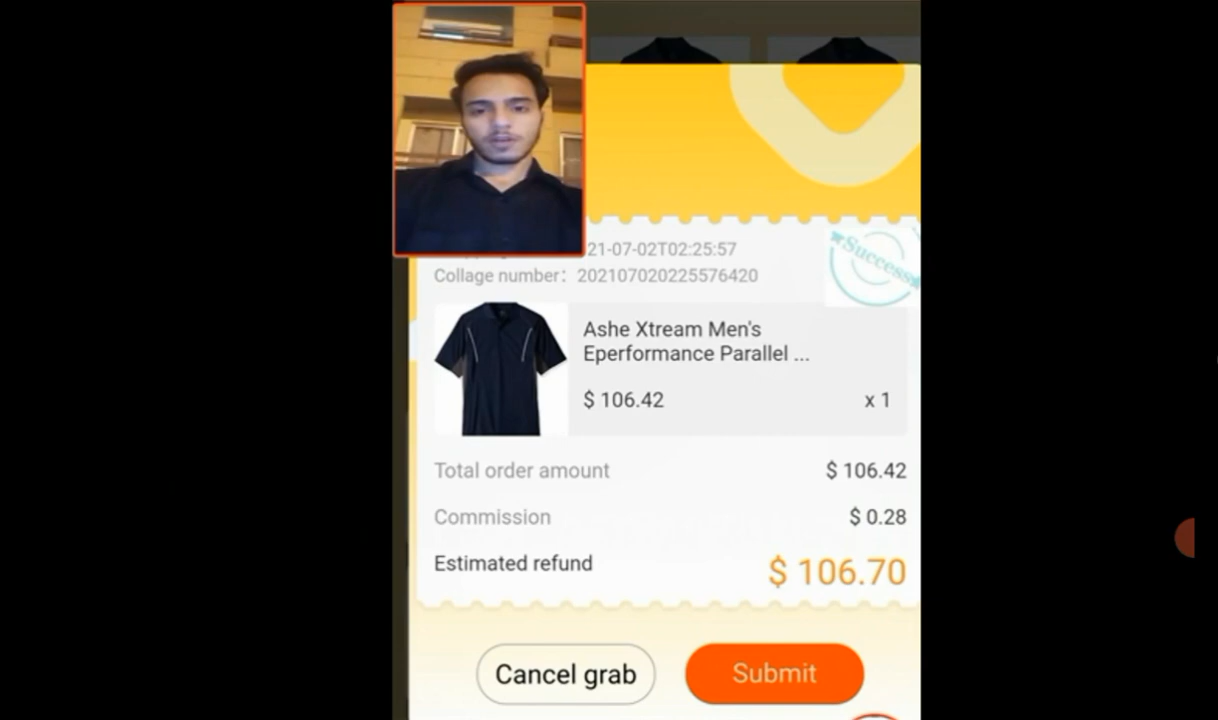 21-07-02T02:25:57
Success
Collage number: 202107020225576420
Ashe Xtream Men's
Eperformance Parallel ...
$ 106.42
x 1
Total order amount
$ 106.42
Commission
$ 0.28
Estimated refund
$ 106.70
Cancel grab
Submit